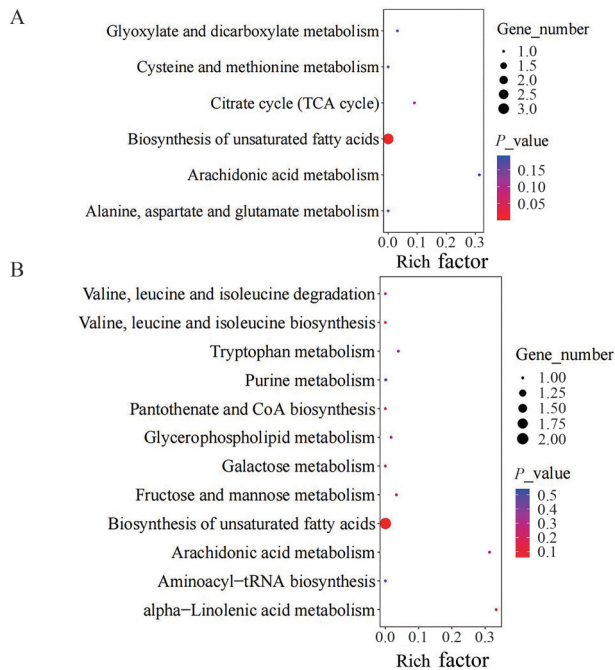 A
Glyoxylate and dicarboxylate metabolism
Cysteine and methionine metabolism
Citrate cycle (TCA cycle)
Biosynthesis of unsaturated fatty acids
Arachidonic acid metabolism
Alanine, aspartate and glutamate metabolism
0.0 0.1 0.2 0.3
Rich factor
Gene_number
1.0
1.5
2.0
2.5
3.0
P_value
0.15
0.10
0.05
B
Valine, leucine and isoleucine degradation
Valine, leucine and isoleucine biosynthesis
Tryptophan metabolism
Purine metabolism
Pantothenate and CoA biosynthesis
Glycerophospholipid metabolism
Galactose metabolism
Fructose and mannose metabolism
Biosynthesis of unsaturated fatty acids
Arachidonic acid metabolism
Aminoacyl−tRNA biosynthesis
alpha−Linolenic acid metabolism
0.0 0.1 0.2 0.3
Rich factor
Gene_number
1.00
1.25
1.50
1.75
2.00
P_value
0.5
0.4
0.3
0.2
0.1